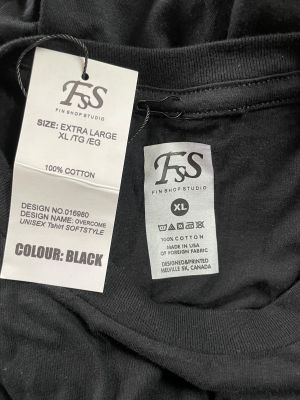 FSS
FIN SHOP STUDIO
SIZE: EXTRA LARGE
XL /TG /EG
100% COTTON
DESIGN NO.016960
DESIGN NAME: OVERCOME
UNISEX Tshirt SOFTSTYLE
COLOUR: BLACK
FSS
FIN SHOP STUDIO
XL
100% COTTON
MADE IN USA
OF FOREIGN FABRIC
DESIGNED&PRINTED
MELVILLE SK, CANADA